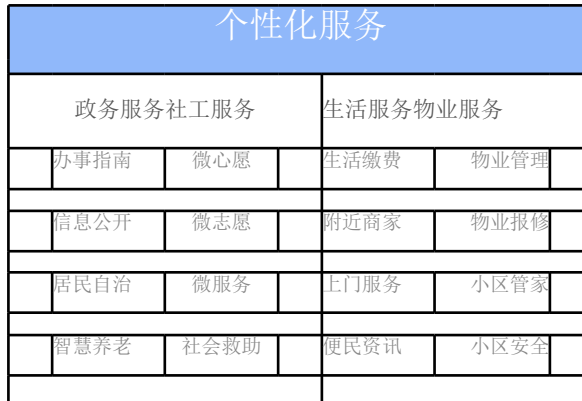 个性化服务
政务服务社工服务 生活服务物业服务
办事指南 微心愿 生活缴费 物业管理
信息公开 微志愿 附近商家 物业报修
居民自治 微服务 上门服务 小区管家
智慧养老 社会救助 便民资讯 小区安全